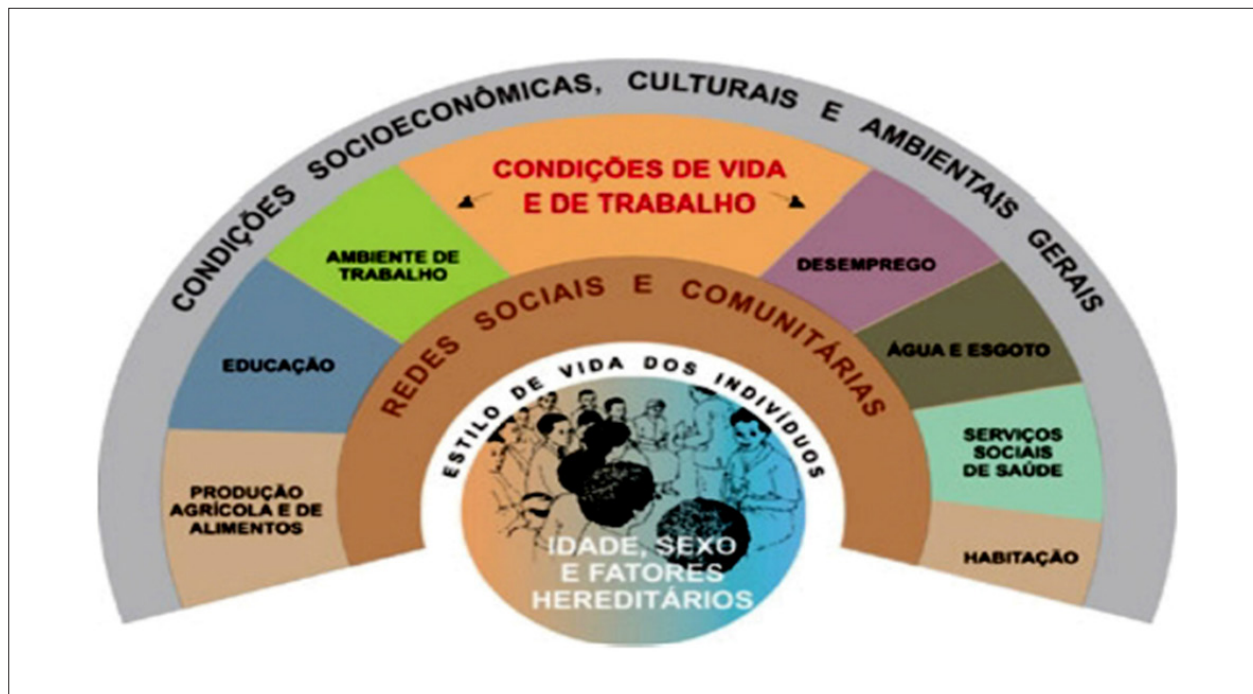 CONDIÇÕES SOCIOECONÔMICAS, CULTURAIS E AMBIENTAIS GERAIS
CONDIÇÕES DE VIDA
E DE TRABALHO
AMBIENTE DE
TRABALHO
DESEMPREGO
EDUCAÇÃO
ÁGUA E ESGOTO
PRODUÇÃO
AGRÍCOLA E DE
ALIMENTOS
SERVIÇOS
SOCIAIS
DE SAÚDE
HABITAÇÃO
REDES SOCIAIS E COMUNITÁRIAS
ESTILO DE VIDA DOS INDIVÍDUOS
IDADE, SEXO
E FATORES
HEREDITÁRIOS